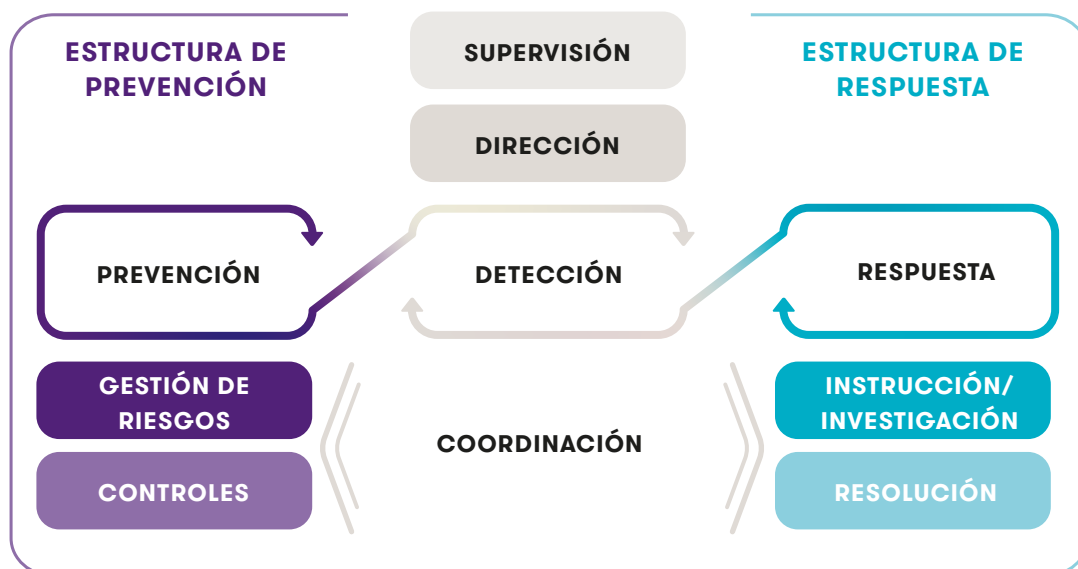 ESTRUCTURA DE
PREVENCIÓN
SUPERVISIÓN
DIRECCIÓN
ESTRUCTURA DE
RESPUESTA
PREVENCIÓN
DETECCIÓN
RESPUESTA
GESTIÓN DE
RIESGOS
CONTROLES
COORDINACIÓN
INSTRUCCIÓN/
INVESTIGACIÓN
RESOLUCIÓN